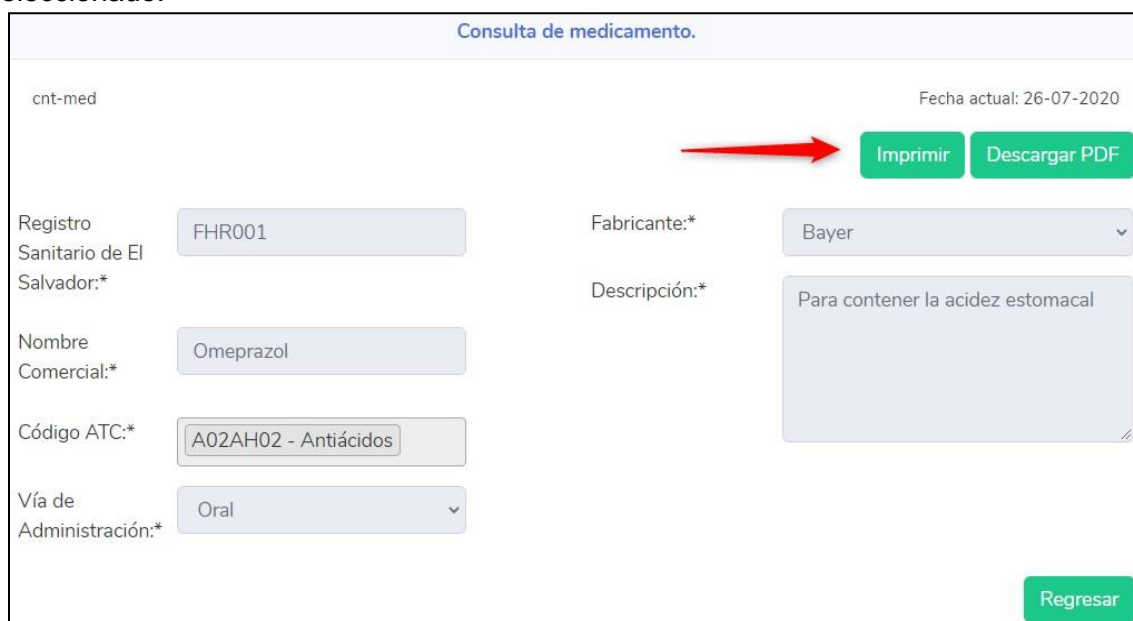 Consulta de medicamento.
cnt-med
Fecha actual: 26-07-2020
Imprimir
Descargar PDF
Registro
Sanitario de El
Salvador:*
FHR001
Nombre
Comercial:*
Omeprazol
Código ATC:*
A02AH02 - Antiácidos
Vía de
Administración:*
Oral
Fabricante:*
Bayer
Descripción:*
Para contener la acidez estomacal
Regresar